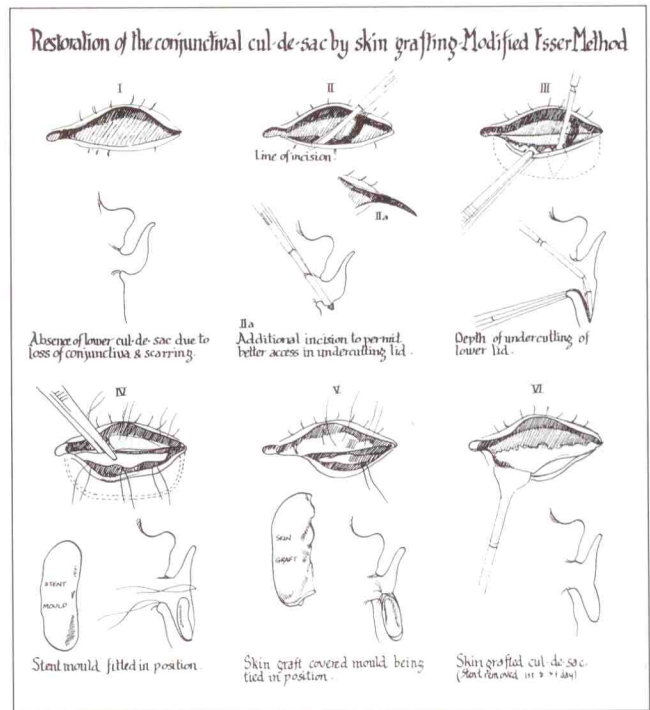 Restoration of the conjunctival cul-de-sac by skin grafting-Modified Esser Method
I
II
III
Line of incision
IIa
IIa
Absence of lower cul-de-sac due to
loss of conjunctiva & scarring.
Additional incision to permit
better access in undercutting lid.
Depth of undercutting of
lower lid.
IV
V
VI
STENT
MOULD
SKIN
GRAFT
Stent mould fitted in position.
Skin graft covered mould being
tied in position.
Skin grafted cul-de-sac.
(Stent removed day)